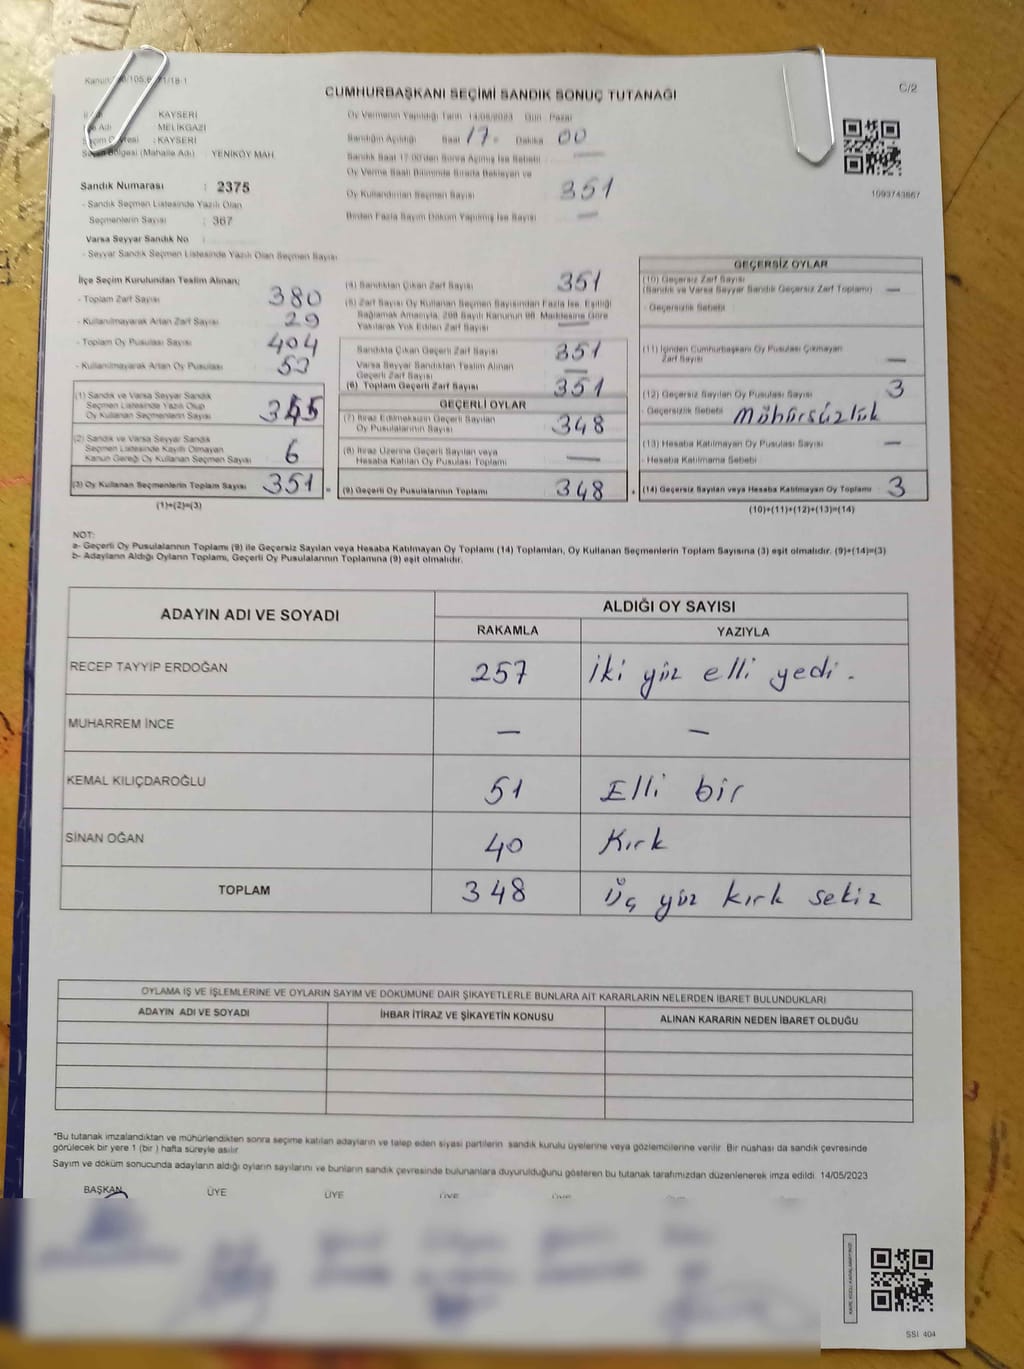 C/2
CUMHURBAŞKANI SEÇİMİ SANDIK SONUÇ TUTANAĞI
KAYSERİ
MELİKGAZİ
: KAYSERİ
Seçim Bölgesi (Mahalle Adı) : YENİKÖY MAH.
Sandık Numarası : 2375
- Sandık Seçmen Listesinde Yazılı Olan
Seçmenlerin Sayısı : 367
Varsa Seyyar Sandık No :
- Seyyar Sandık Seçmen Listesinde Yazılı Olan Seçmen Sayısı :
Oy Vermenin Yapıldığı Tarih 14/05/2023 Gün : Pazar
Sandığın Açıldığı Saat 17 Dakika 00
Sandık Saat 17.00'den Sonra Açılmış İse Sebebi —
Oy Verme Saati Bitiminde Sırada Bekleyen ve
Oy Kullandırılan Seçmen Sayısı 351
Birden Fazla Sayım Döküm Yapılmış İse Sayısı —
1093743667
İlçe Seçim Kurulundan Teslim Alınan;
- Toplam Zarf Sayısı 380
- Kullanılmayarak Artan Zarf Sayısı 29
- Toplam Oy Pusulası Sayısı 404
- Kullanılmayarak Artan Oy Pusulası 53
(1) Sandık ve Varsa Seyyar Sandık
Seçmen Listesinde Yazılı Olup
Oy Kullanan Seçmenlerin Sayısı 345
(2) Sandık ve Varsa Seyyar Sandık
Seçmen Listesinde Kayıtlı Olmayan
Kanun Gereği Oy Kullanan Seçmen Sayısı 6
(3) Oy Kullanan Seçmenlerin Toplam Sayısı 351 =
(1)+(2)=(3)
(4) Sandıktan Çıkan Zarf Sayısı 351
(5) Zarf Sayısı Oy Kullanan Seçmen Sayısından Fazla İse, Eşitliği
Sağlamak Amacıyla, 298 Sayılı Kanunun 98. Maddesine Göre
Yakılarak Yok Edilen Zarf Sayısı —
Sandıkta Çıkan Geçerli Zarf Sayısı 351
Varsa Seyyar Sandıktan Teslim Alınan
Geçerli Zarf Sayısı —
(6) Toplam Geçerli Zarf Sayısı 351
GEÇERLİ OYLAR
(7) İtiraz Edilmeksizin Geçerli Sayılan
Oy Pusulalarının Sayısı 348
(8) İtiraz Üzerine Geçerli Sayılan veya
Hesaba Katılan Oy Pusulası Toplamı —
(9) Geçerli Oy Pusulalarının Toplamı 348 +
GEÇERSİZ OYLAR
(10) Geçersiz Zarf Sayısı
(Sandık ve Varsa Seyyar Sandık Geçersiz Zarf Toplamı) —
- Geçersizlik Sebebi :
(11) İçinden Cumhurbaşkanı Oy Pusulası Çıkmayan
Zarf Sayısı —
(12) Geçersiz Sayılan Oy Pusulası Sayısı 3
Geçersizlik Sebebi Mühürsüzlük
(13) Hesaba Katılmayan Oy Pusulası Sayısı —
- Hesaba Katılmama Sebebi
(14) Geçersiz Sayılan veya Hesaba Katılmayan Oy Toplamı 3
(10)+(11)+(12)+(13)=(14)
NOT:
a- Geçerli Oy Pusulalarının Toplamı (9) ile Geçersiz Sayılan veya Hesaba Katılmayan Oy Toplamı (14) Toplamları, Oy Kullanan Seçmenlerin Toplam Sayısına (3) eşit olmalıdır. (9)+(14)=(3)
b- Adayların Aldığı Oyların Toplamı, Geçerli Oy Pusulalarının Toplamına (9) eşit olmalıdır.
ADAYIN ADI VE SOYADI ALDIĞI OY SAYISI
RAKAMLA YAZIYLA
RECEP TAYYİP ERDOĞAN 257 İki yüz elli yedi.
MUHARREM İNCE — —
KEMAL KILIÇDAROĞLU 51 Elli bir
SİNAN OĞAN 40 Kırk
TOPLAM 348 Üç yüz kırk sekiz
OYLAMA İŞ VE İŞLEMLERİNE VE OYLARIN SAYIM VE DÖKÜMÜNE DAİR ŞİKAYETLERLE BUNLARA AİT KARARLARIN NELERDEN İBARET BULUNDUKLARI
ADAYIN ADI VE SOYADI İHBAR İTİRAZ VE ŞİKAYETİN KONUSU ALINAN KARARIN NEDEN İBARET OLDUĞU
*Bu tutanak imzalandıktan ve mühürlendikten sonra seçime katılan adayların ve talep eden siyasi partilerin sandık kurulu üyelerine veya gözlemcilerine verilir. Bir nüshası da sandık çevresinde
görülecek bir yere 1 (bir ) hafta süreyle asılır
Sayım ve döküm sonucunda adayların aldığı oyların sayılarını ve bunların sandık çevresinde bulunanlara duyurulduğunu gösteren bu tutanak tarafımızdan düzenlenerek imza edildi. 14/05/2023
BAŞKAN ÜYE ÜYE ÜYE
SSI 404